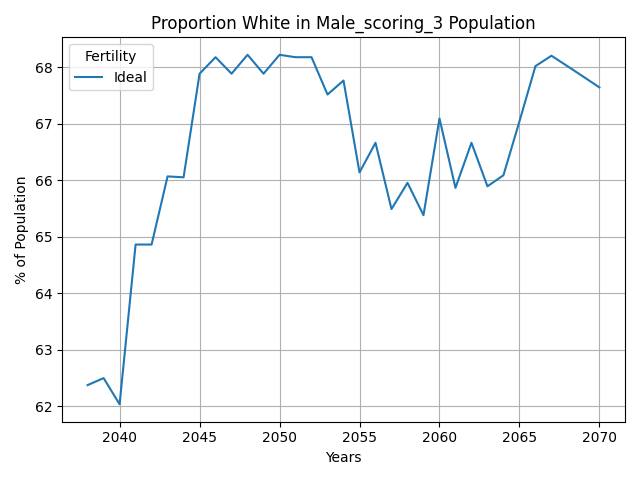 Proportion White in Male_scoring_3 Population
Fertility
Ideal
% of Population
68
67
66
65
64
63
62
2040 2045 2050 2055 2060 2065 2070
Years